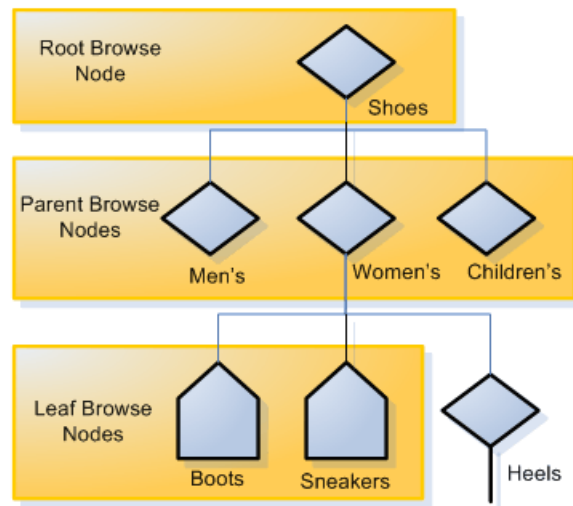 Root Browse
Node
Shoes
Parent Browse
Nodes
Men's
Women's
Children's
Leaf Browse
Nodes
Boots
Sneakers
Heels